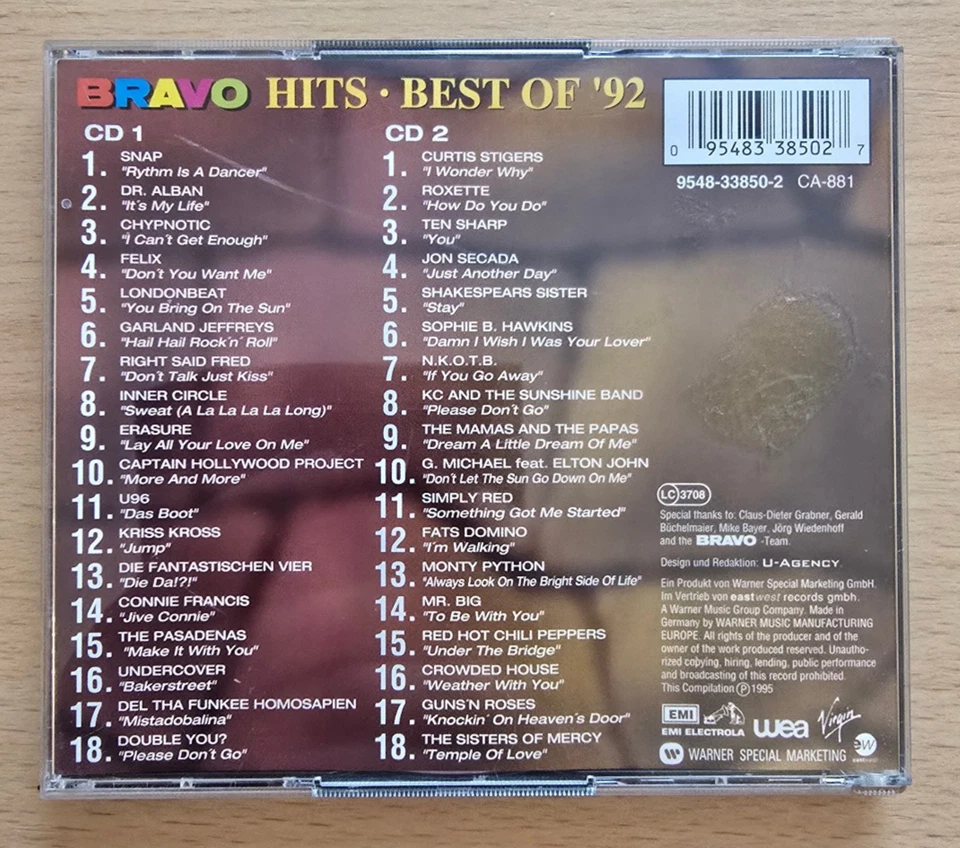 BRAVO HITS · BEST OF '92
CD 1
1. SNAP
"Rythm Is A Dancer"
2. DR. ALBAN
"It's My Life"
3. CHYPNOTIC
"I Can´t Get Enough"
4. FELIX
"Don´t You Want Me"
5. LONDONBEAT
"You Bring On The Sun"
6. GARLAND JEFFREYS
"Hail Hail Rock´n´ Roll"
7. RIGHT SAID FRED
"Don´t Talk Just Kiss"
8. INNER CIRCLE
"Sweat (A La La La La Long)"
9. ERASURE
"Lay All Your Love On Me"
10. CAPTAIN HOLLYWOOD PROJECT
"More And More"
11. U96
"Das Boot"
12. KRISS KROSS
"Jump"
13. DIE FANTASTISCHEN VIER
"Die Da!?!"
14. CONNIE FRANCIS
"Jive Connie"
15. THE PASADENAS
"Make It With You"
16. UNDERCOVER
"Bakerstreet"
17. DEL THA FUNKEE HOMOSAPIEN
"Mistadobalina"
18. DOUBLE YOU?
"Please Don´t Go"
CD 2
1. CURTIS STIGERS
"I Wonder Why"
2. ROXETTE
"How Do You Do"
3. TEN SHARP
"You"
4. JON SECADA
"Just Another Day"
5. SHAKESPEARS SISTER
"Stay"
6. SOPHIE B. HAWKINS
"Damn I Wish I Was Your Lover"
7. N.K.O.T.B.
"If You Go Away"
8. KC AND THE SUNSHINE BAND
"Please Don´t Go"
9. THE MAMAS AND THE PAPAS
"Dream A Little Dream Of Me"
10. G. MICHAEL feat. ELTON JOHN
"Don´t Let The Sun Go Down On Me"
11. SIMPLY RED
"Something Got Me Started"
12. FATS DOMINO
"I´m Walking"
13. MONTY PYTHON
"Always Look On The Bright Side Of Life"
14. MR. BIG
"To Be With You"
15. RED HOT CHILI PEPPERS
"Under The Bridge"
16. CROWDED HOUSE
"Weather With You"
17. GUNS'N ROSES
"Knockin´ On Heaven´s Door"
18. THE SISTERS OF MERCY
"Temple Of Love"
0 95483 38502 7
9548-33850-2 CA-881
LC 3708
Special thanks to: Claus-Dieter Grabner, Gerald
Büchelmaier, Mike Bayer, Jörg Wiedenhoff
and the BRAVO -Team.
Design und Redaktion: U-AGENCY
Ein Produkt von Warner Special Marketing GmbH.
Im Vertrieb von eastwest records gmbh.
A Warner Music Group Company. Made in
Germany by WARNER MUSIC MANUFACTURING
EUROPE. All rights of the producer and of the
owner of the work produced reserved. Unautho-
rized copying, hiring, lending, public performance
and broadcasting of this record prohibited.
This Compilation Ⓟ 1995
EMI
EMI ELECTROLA
wea
Virgin
WARNER SPECIAL MARKETING
ew